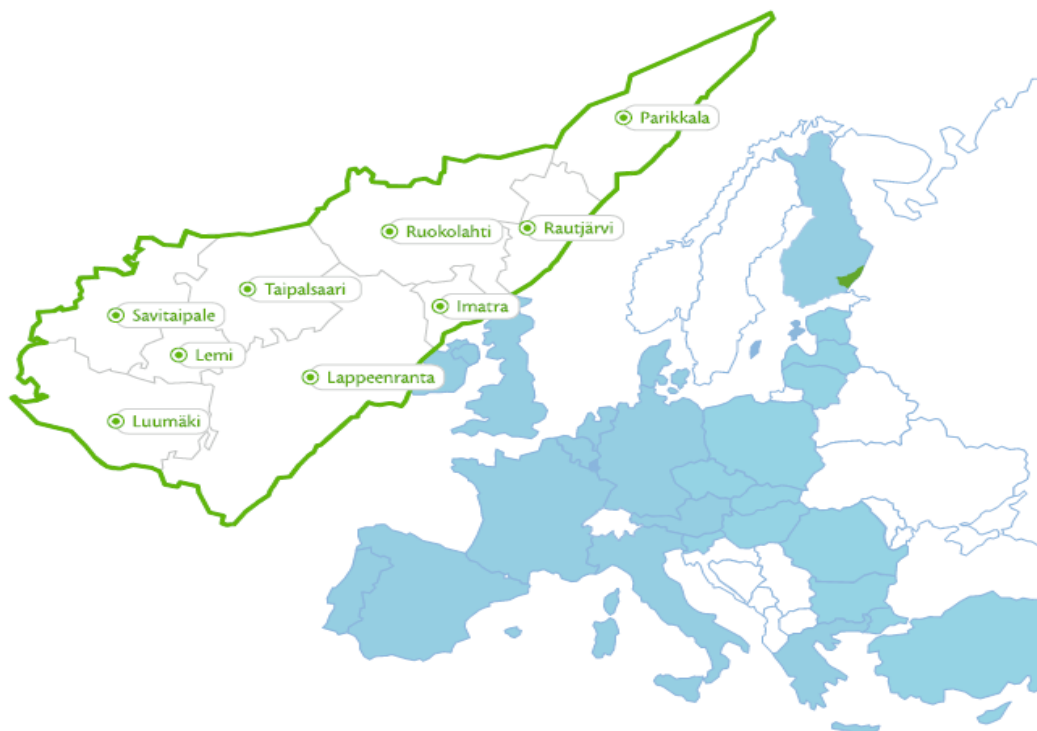 Parikkala
Ruokolahti
Rautjärvi
Taipalsaari
Imatra
Savitaipale
Lemi
Lappeenranta
Luumäki